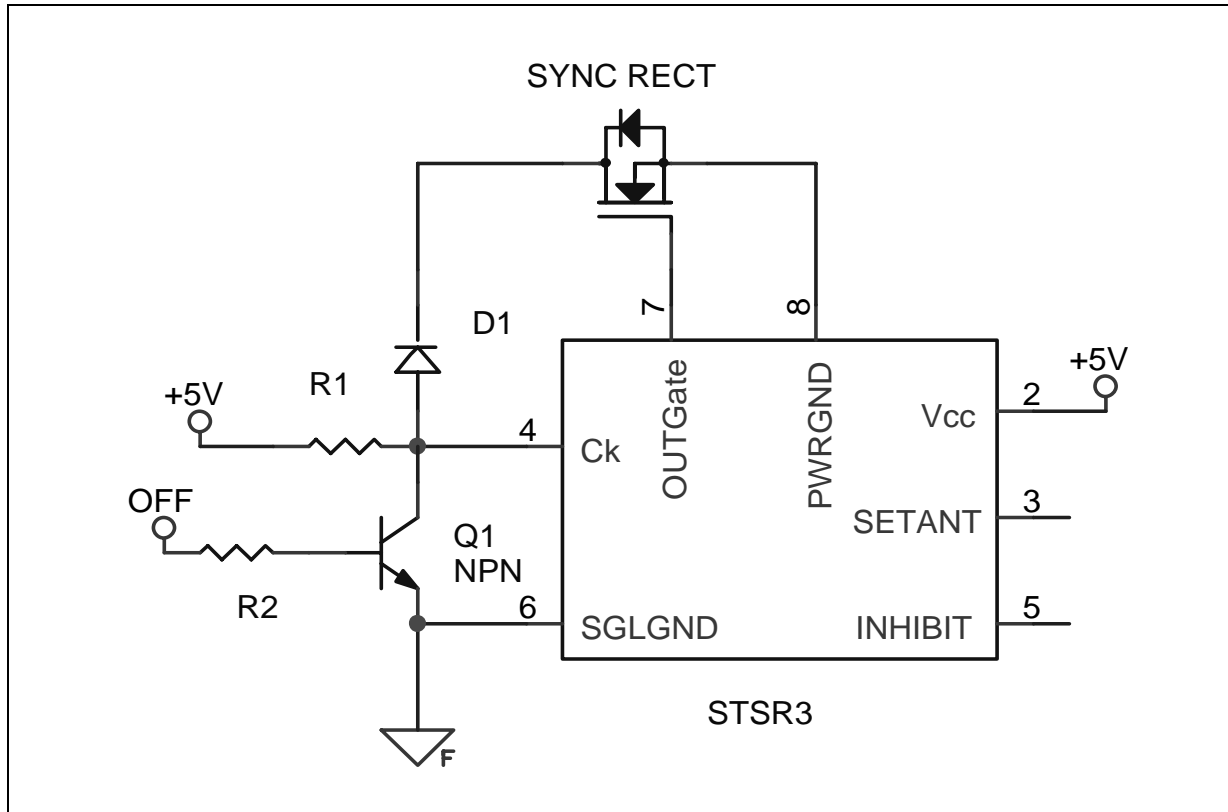 SYNC RECT
7
8
D1
R1
+5V
+5V
2
4
Ck
OUTGate
PWRGND
Vcc
OFF
SETANT
3
Q1
NPN
R2
6
SGLGND
INHIBIT
5
STSR3
F